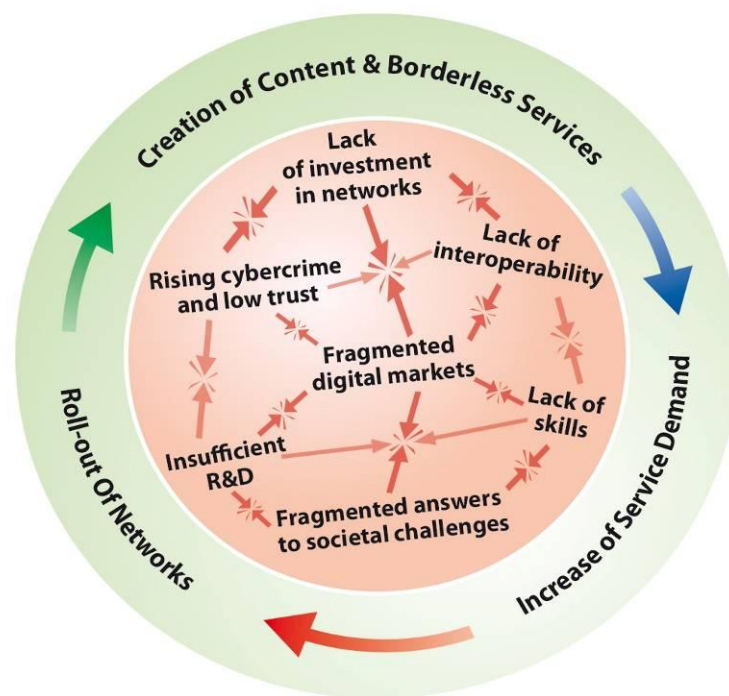 Creation of Content & Borderless Services
Lack
of investment
in networks
Lack of
interoperability
Rising cybercrime
and low trust
Fragmented
digital markets
Lack of
skills
Insufficient
R&D
Fragmented answers
to societal challenges
Increase of Service Demand
Roll-out Of Networks